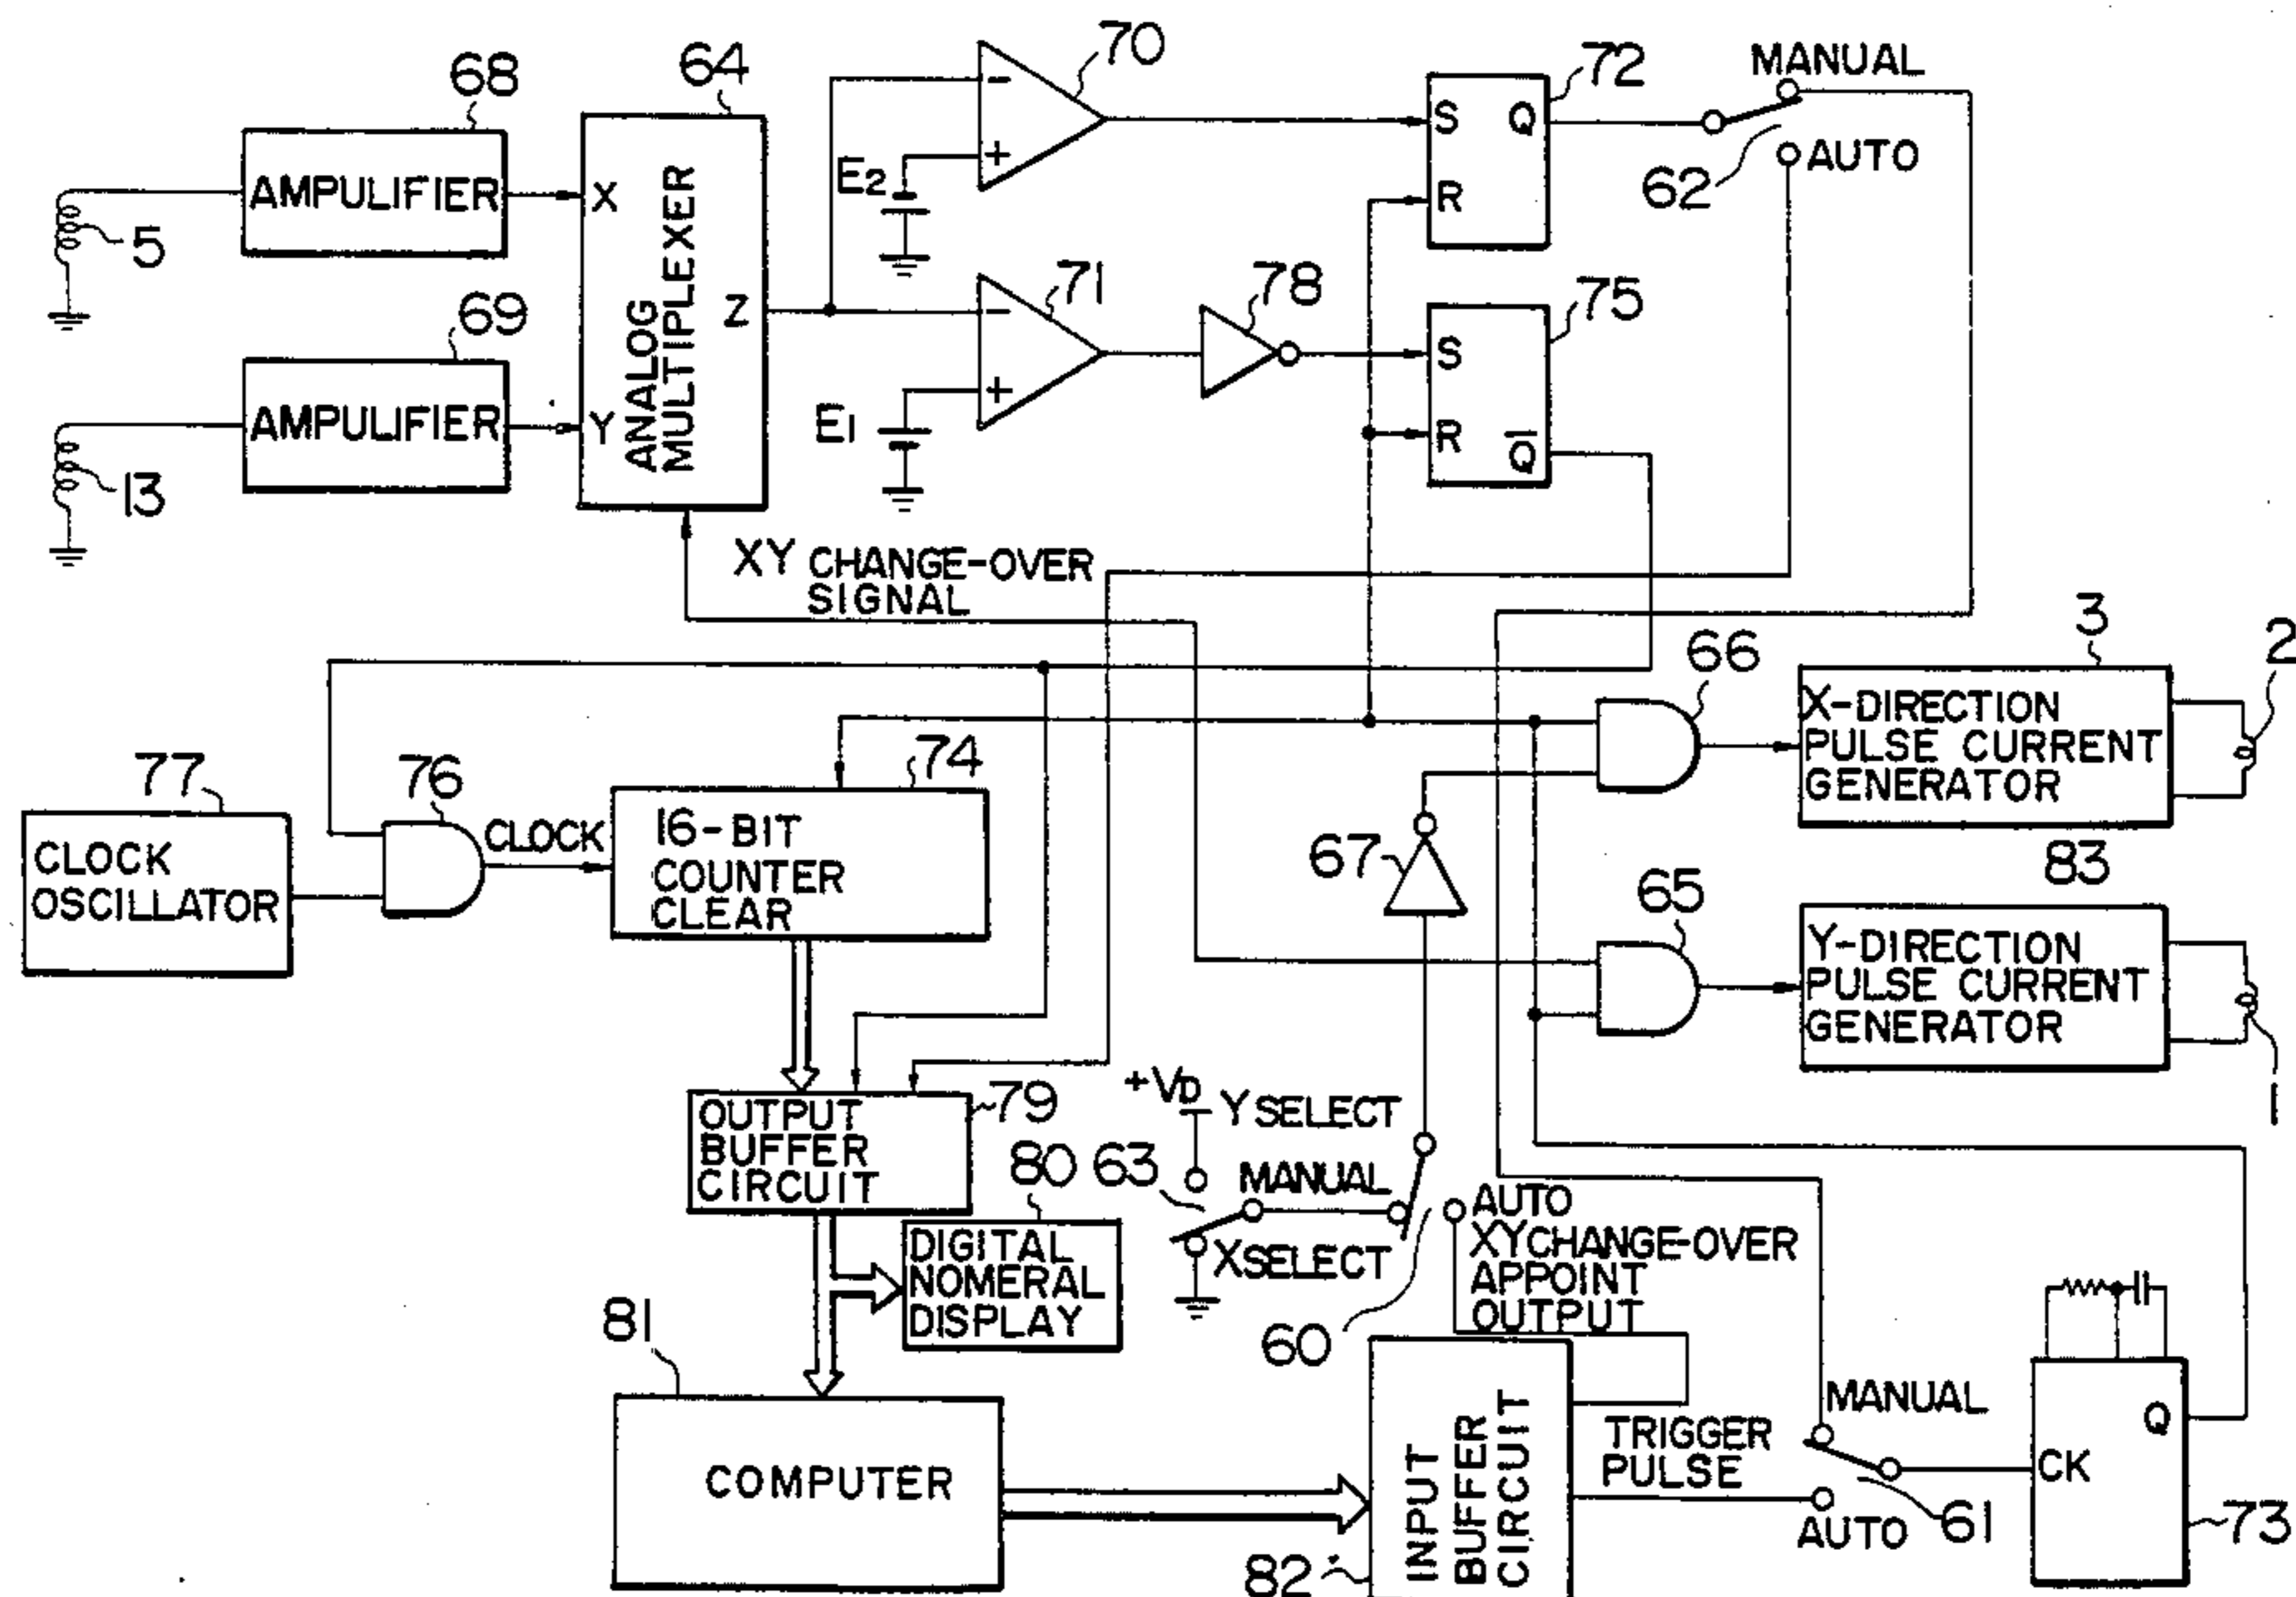 68
AMPULIFIER
5
69
AMPULIFIER
13
64
X
Y
Z
ANALOG
MULTIPLEXER
70
-
+
E2
71
-
+
E1
78
72
S
Q
R
75
S
R
Q̅
MANUAL
62
AUTO
XY CHANGE-OVER
SIGNAL
66
3
X-DIRECTION
PULSE CURRENT
GENERATOR
2
77
CLOCK
OSCILLATOR
76
CLOCK
74
16-BIT
COUNTER
CLEAR
67
65
83
Y-DIRECTION
PULSE CURRENT
GENERATOR
1
OUTPUT
BUFFER
CIRCUIT
79
80
DIGITAL
NOMERAL
DISPLAY
+VD
Y SELECT
63
MANUAL
X SELECT
60
AUTO
XY CHANGE-OVER
APPOINT
OUTPUT
81
COMPUTER
INPUT
BUFFER
CIRCUIT
82
TRIGGER
PULSE
MANUAL
AUTO
61
Q
CK
73